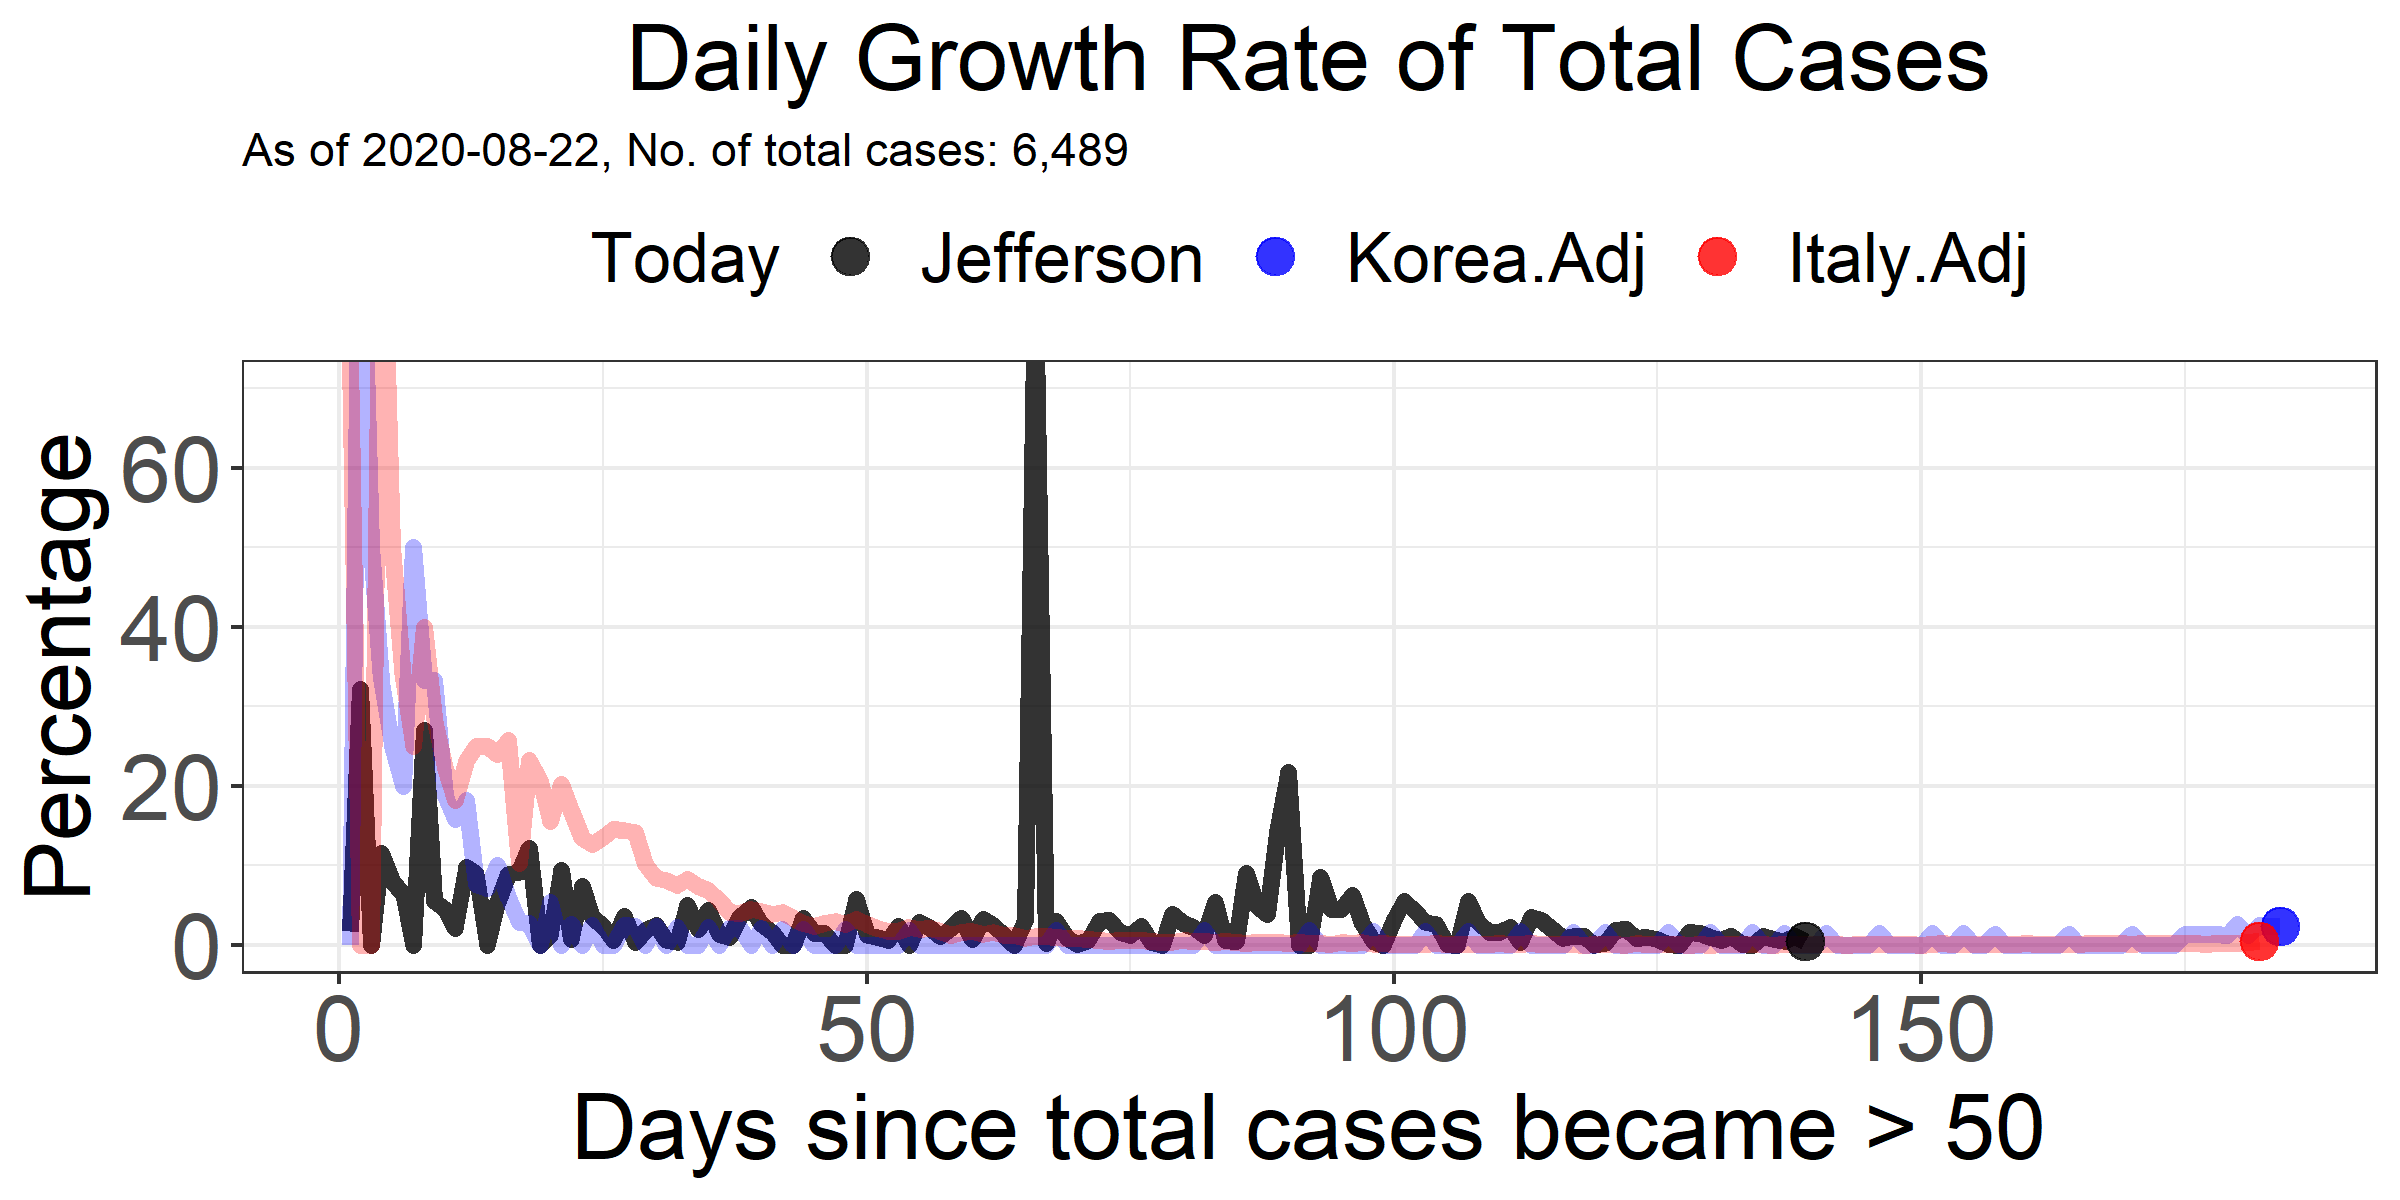 Daily Growth Rate of Total Cases
As of 2020-08-22, No. of total cases: 6,489
Today Jefferson Korea.Adj Italy.Adj
Percentage
60
40
20
0
0 50 100 150
Days since total cases became > 50